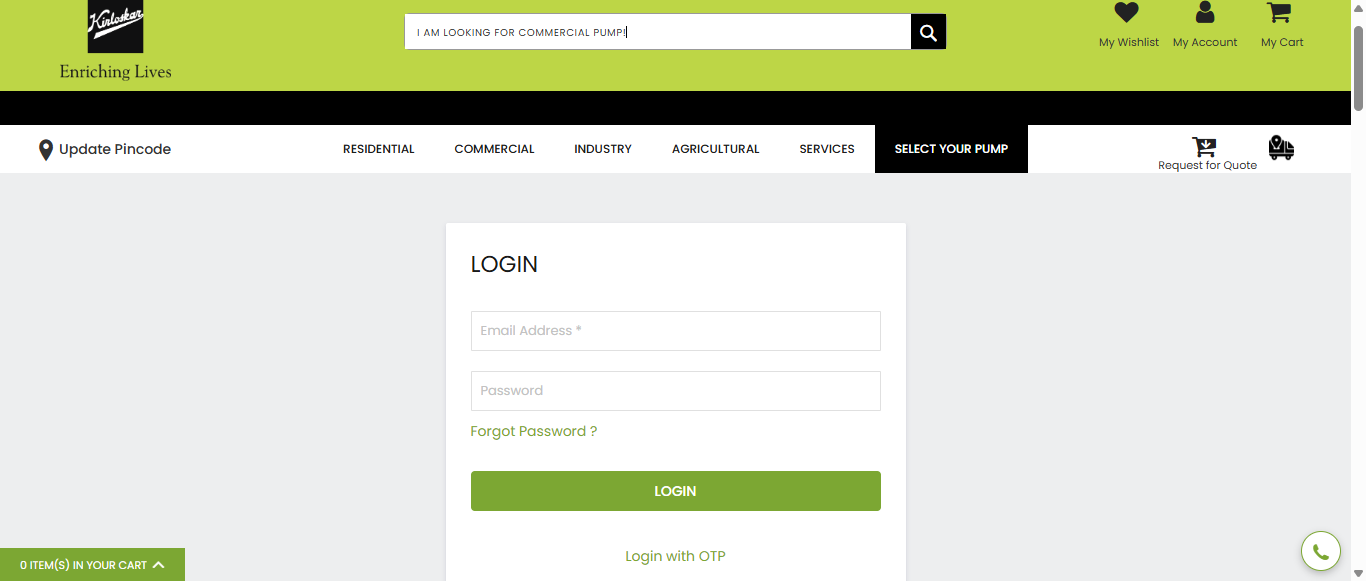 Kirloskar
Enriching Lives
I AM LOOKING FOR COMMERCIAL PUMP!
My Wishlist
My Account
My Cart
Update Pincode
RESIDENTIAL
COMMERCIAL
INDUSTRY
AGRICULTURAL
SERVICES
SELECT YOUR PUMP
Request for Quote
LOGIN
Email Address *
Password
Forgot Password ?
LOGIN
Login with OTP
0 ITEM(S) IN YOUR CART